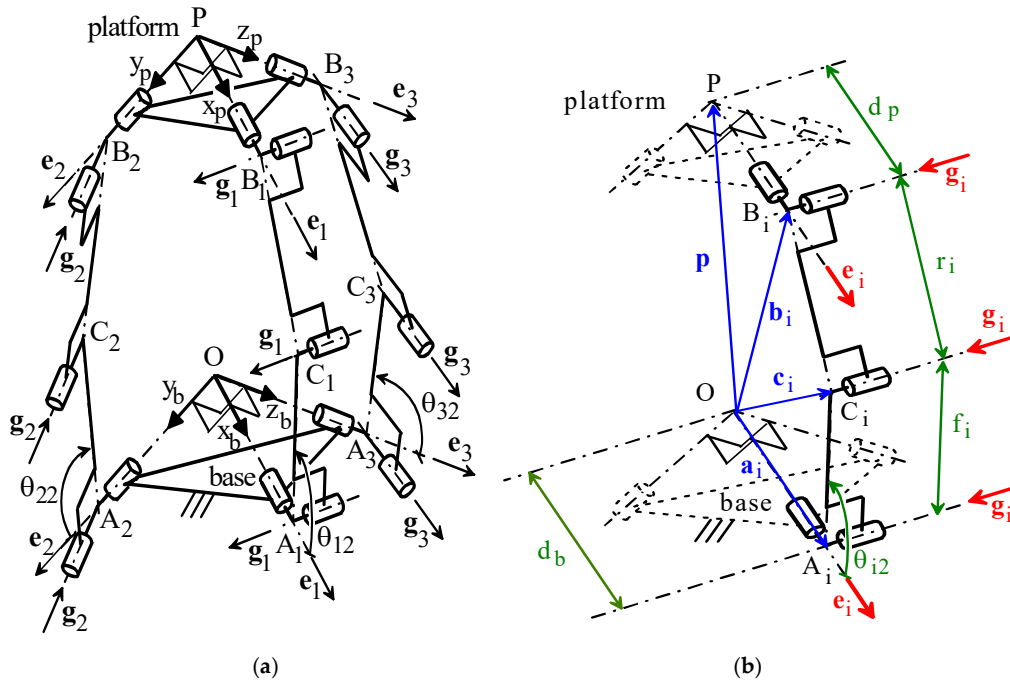 platform
P
z_p
y_p
x_p
B_3
e_3
B_2
e_2
B_1
g_1
g_3
e_1
g_2
C_3
C_2
g_1
C_1
g_3
O
y_b
z_b
x_b
θ_32
g_2
A_3
e_3
θ_22
base
A_2
θ_12
e_2
g_1
A_1
g_3
e_1
g_2
(a)
P
d_p
platform
g_i
B_i
e_i
r_i
p
b_i
g_i
c_i
O
C_i
f_i
a_i
base
g_i
d_b
A_i
θ_i2
e_i
(b)